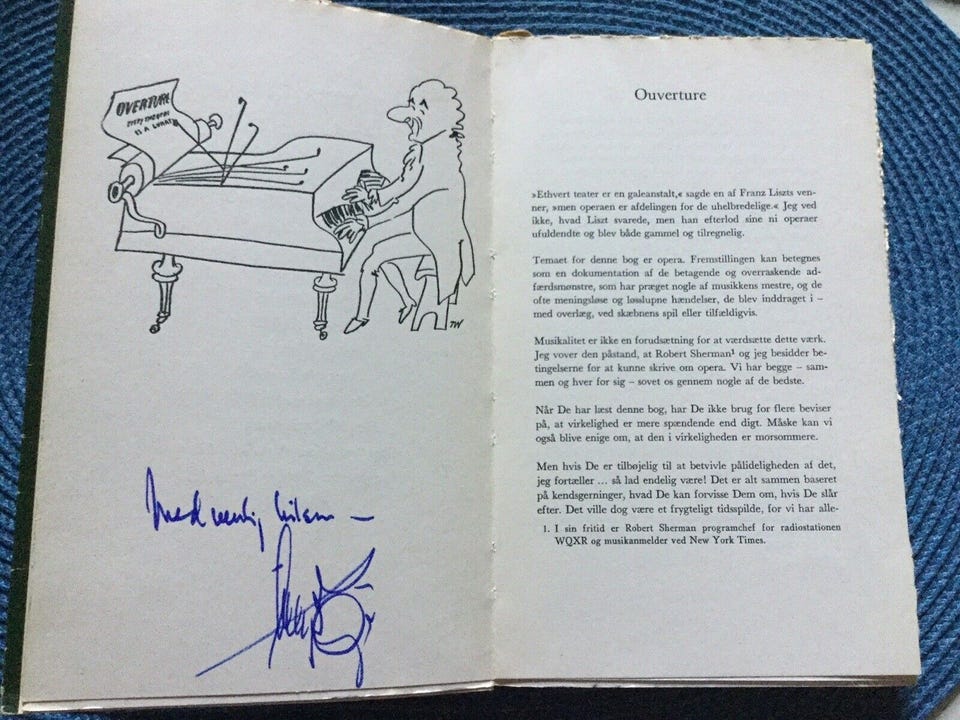 OVERTURE
EVERY THEATRE
IS A LUNATI
TW
Med venlig hilsen –
Ouverture
»Ethvert teater er en galeanstalt,« sagde en af Franz Liszts ven-
ner, »men operaen er afdelingen for de uhelbredelige.« Jeg ved
ikke, hvad Liszt svarede, men han efterlod sine ni operaer
ufuldendte og blev både gammel og tilregnelig.
Temaet for denne bog er opera. Fremstillingen kan betegnes
som en dokumentation af de betagende og overraskende ad-
færdsmønstre, som har præget nogle af musikkens mestre, og de
ofte meningsløse og løsslupne hændelser, de blev inddraget i –
med overlæg, ved skæbnens spil eller tilfældigvis.
Musikalitet er ikke en forudsætning for at værdsætte dette værk.
Jeg vover den påstand, at Robert Sherman¹ og jeg besidder be-
tingelserne for at kunne skrive om opera. Vi har begge – sam-
men og hver for sig – sovet os gennem nogle af de bedste.
Når De har læst denne bog, har De ikke brug for flere beviser
på, at virkelighed er mere spændende end digt. Måske kan vi
også blive enige om, at den i virkeligheden er morsommere.
Men hvis De er tilbøjelig til at betvivle pålideligheden af det,
jeg fortæller ... så lad endelig være! Det er alt sammen baseret
på kendsgerninger, hvad De kan forvisse Dem om, hvis De slår
efter. Det ville dog være et frygteligt tidsspilde, for vi har alle-
1. I sin fritid er Robert Sherman programchef for radiostationen
WQXR og musikanmelder ved New York Times.